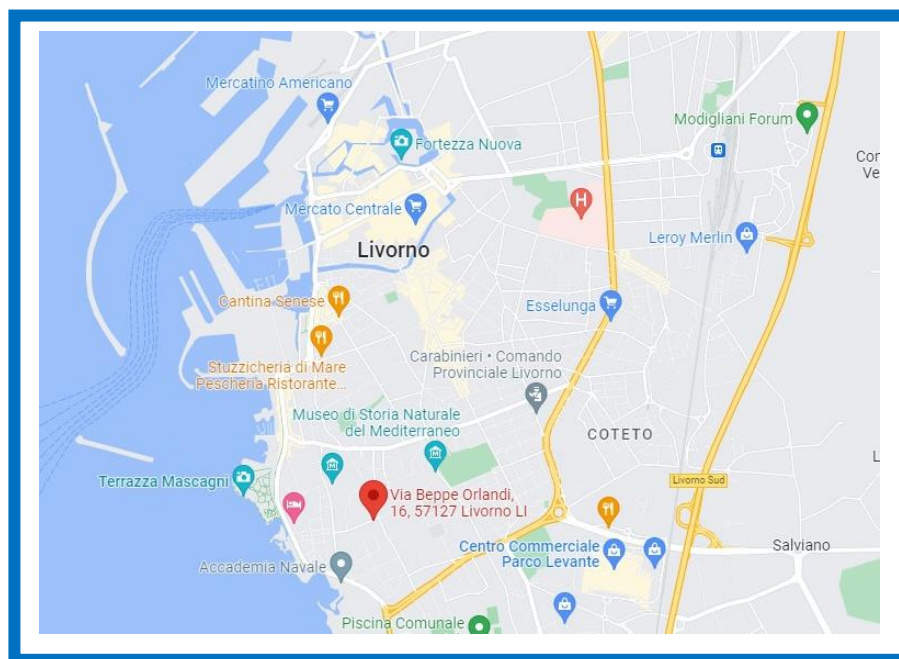 Mercatino Americano
Modigliani Forum
Fortezza Nuova
Con
Ve
H
Mercato Centrale
Livorno
Leroy Merlin
Cantina Senese
Esselunga
Stuzzicheria di Mare
Pescheria Ristorante...
Carabinieri • Comando
Provinciale Livorno
Museo di Storia Naturale
del Mediterraneo
COTETO
L
Terrazza Mascagni
Livorno Sud
Via Beppe Orlandi,
16, 57127 Livorno LI
Centro Commerciale
Parco Levante
Salviano
Accademia Navale
Piscina Comunale